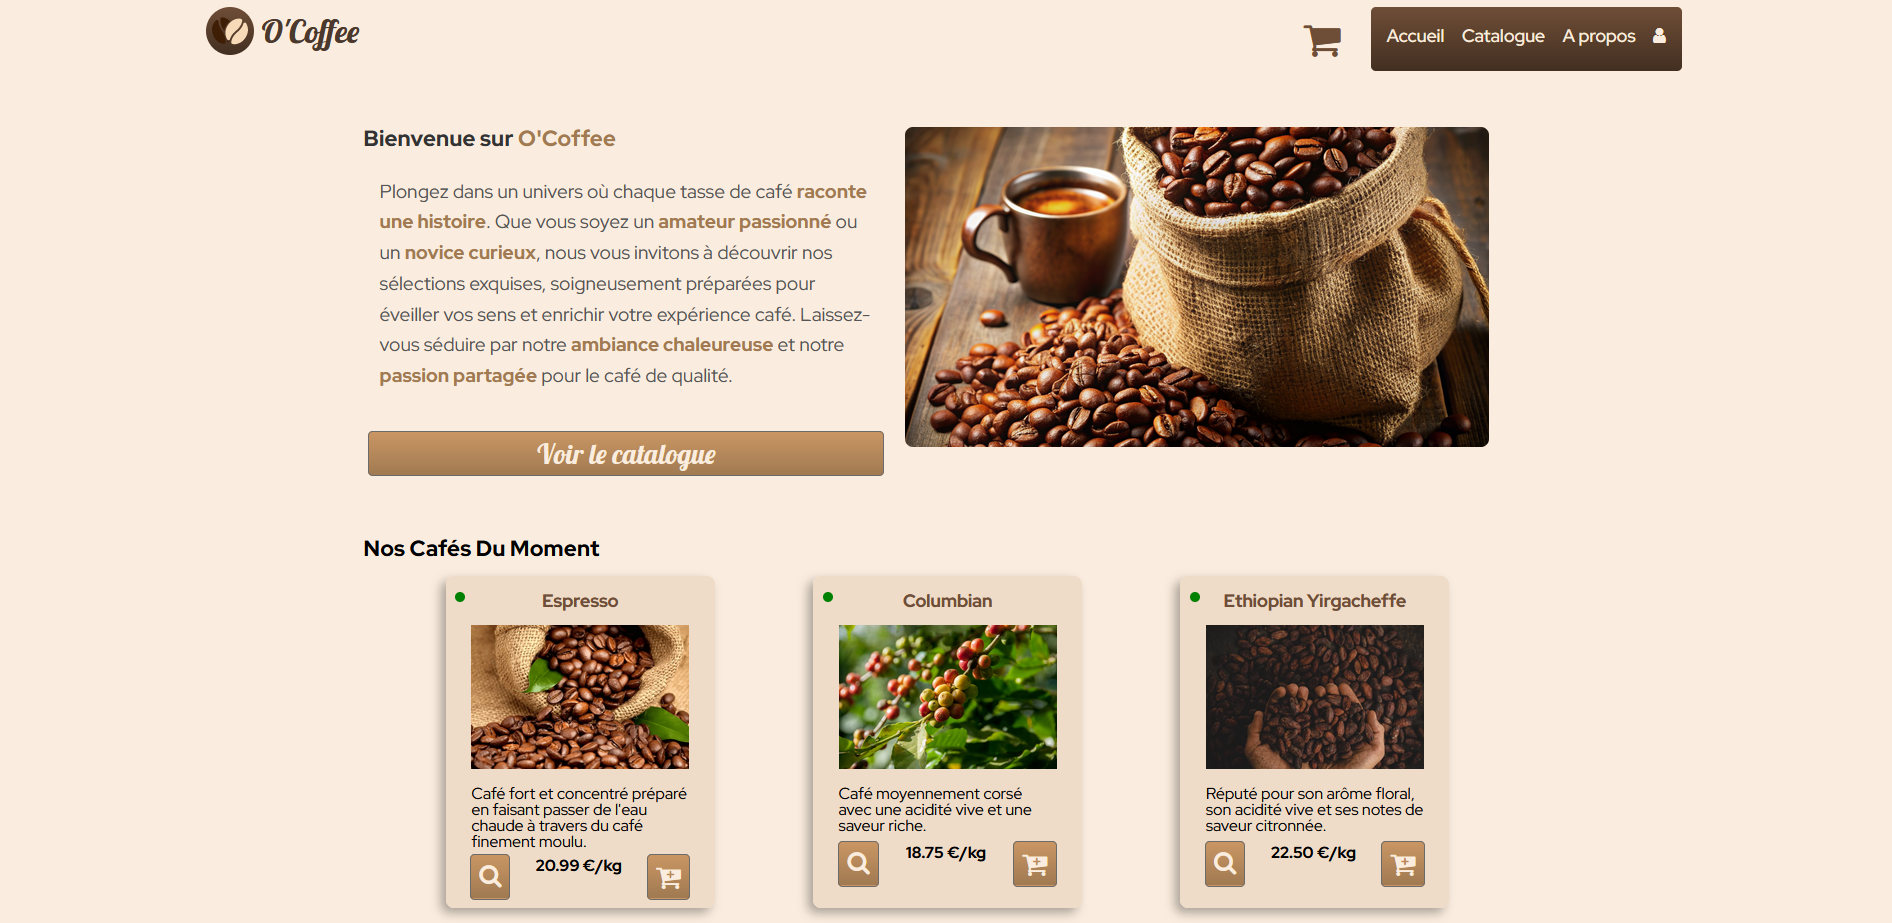 O'Coffee
Accueil Catalogue A propos
Bienvenue sur O'Coffee
Plongez dans un univers où chaque tasse de café raconte
une histoire. Que vous soyez un amateur passionné ou
un novice curieux, nous vous invitons à découvrir nos
sélections exquises, soigneusement préparées pour
éveiller vos sens et enrichir votre expérience café. Laissez-
vous séduire par notre ambiance chaleureuse et notre
passion partagée pour le café de qualité.
Voir le catalogue
Nos Cafés Du Moment
Espresso
Café fort et concentré préparé
en faisant passer de l'eau
chaude à travers du café
finement moulu.
20.99 €/kg
Columbian
Café moyennement corsé
avec une acidité vive et une
saveur riche.
18.75 €/kg
Ethiopian Yirgacheffe
Réputé pour son arôme floral,
son acidité vive et ses notes de
saveur citronnée.
22.50 €/kg